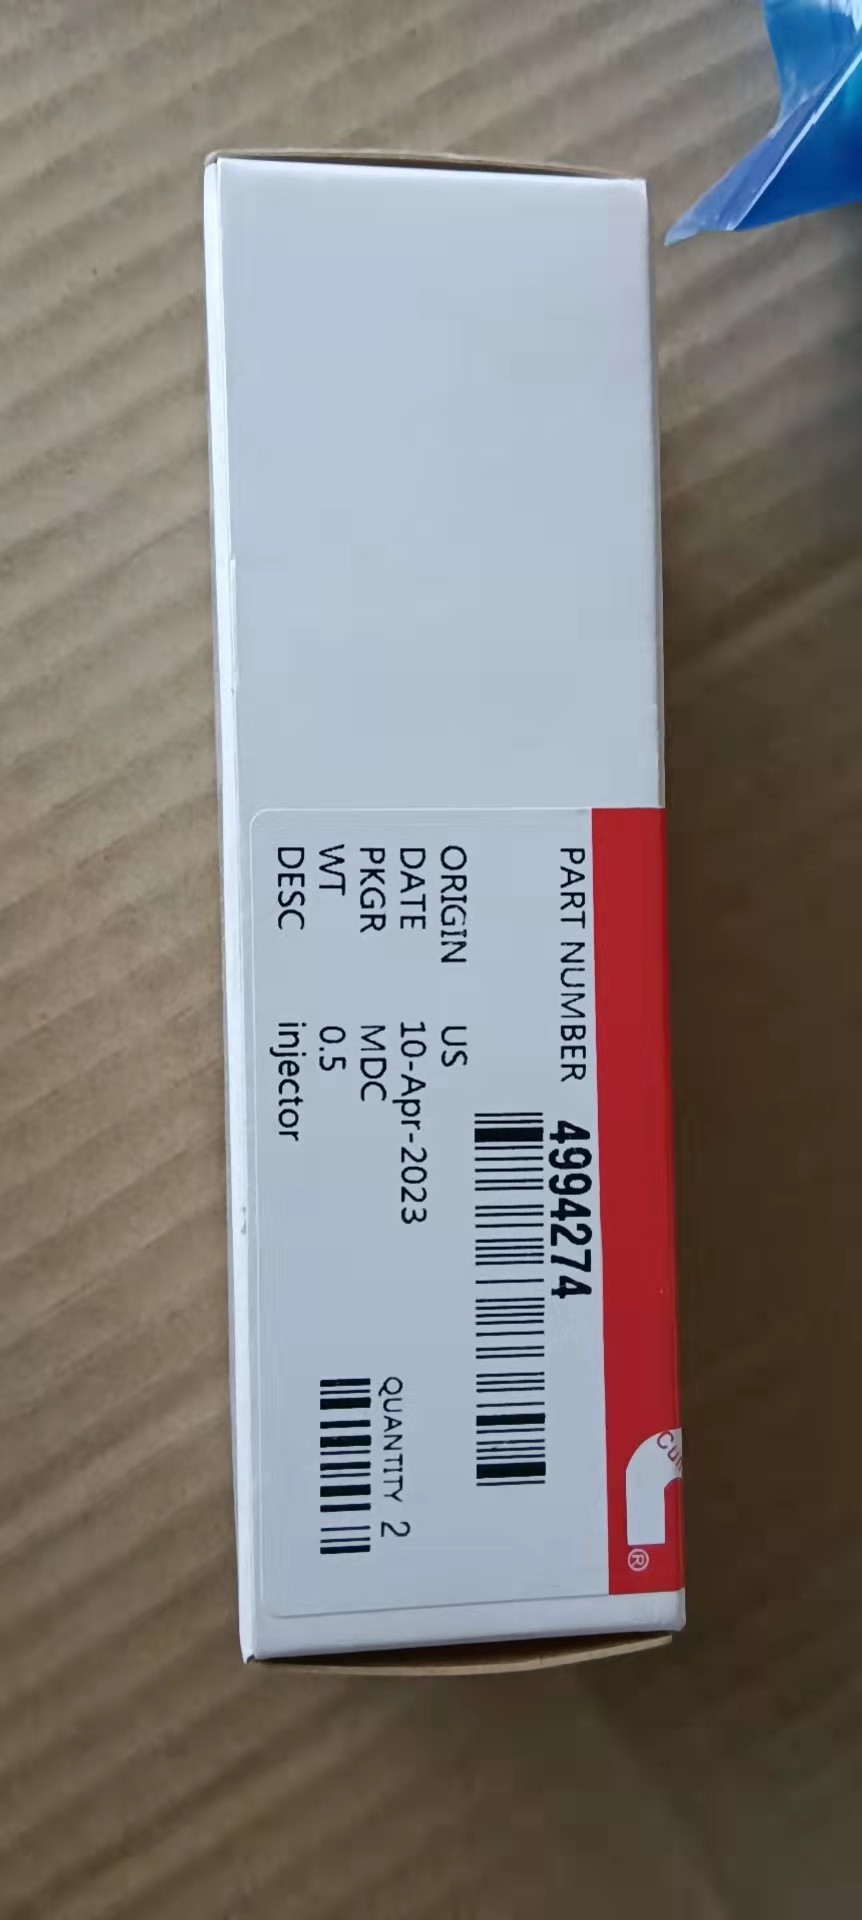 PART NUMBER 4994274
ORIGIN US
DATE 10-Apr-2023
PKGR MDC
WT 0.5
DESC injector
QUANTITY 2
®